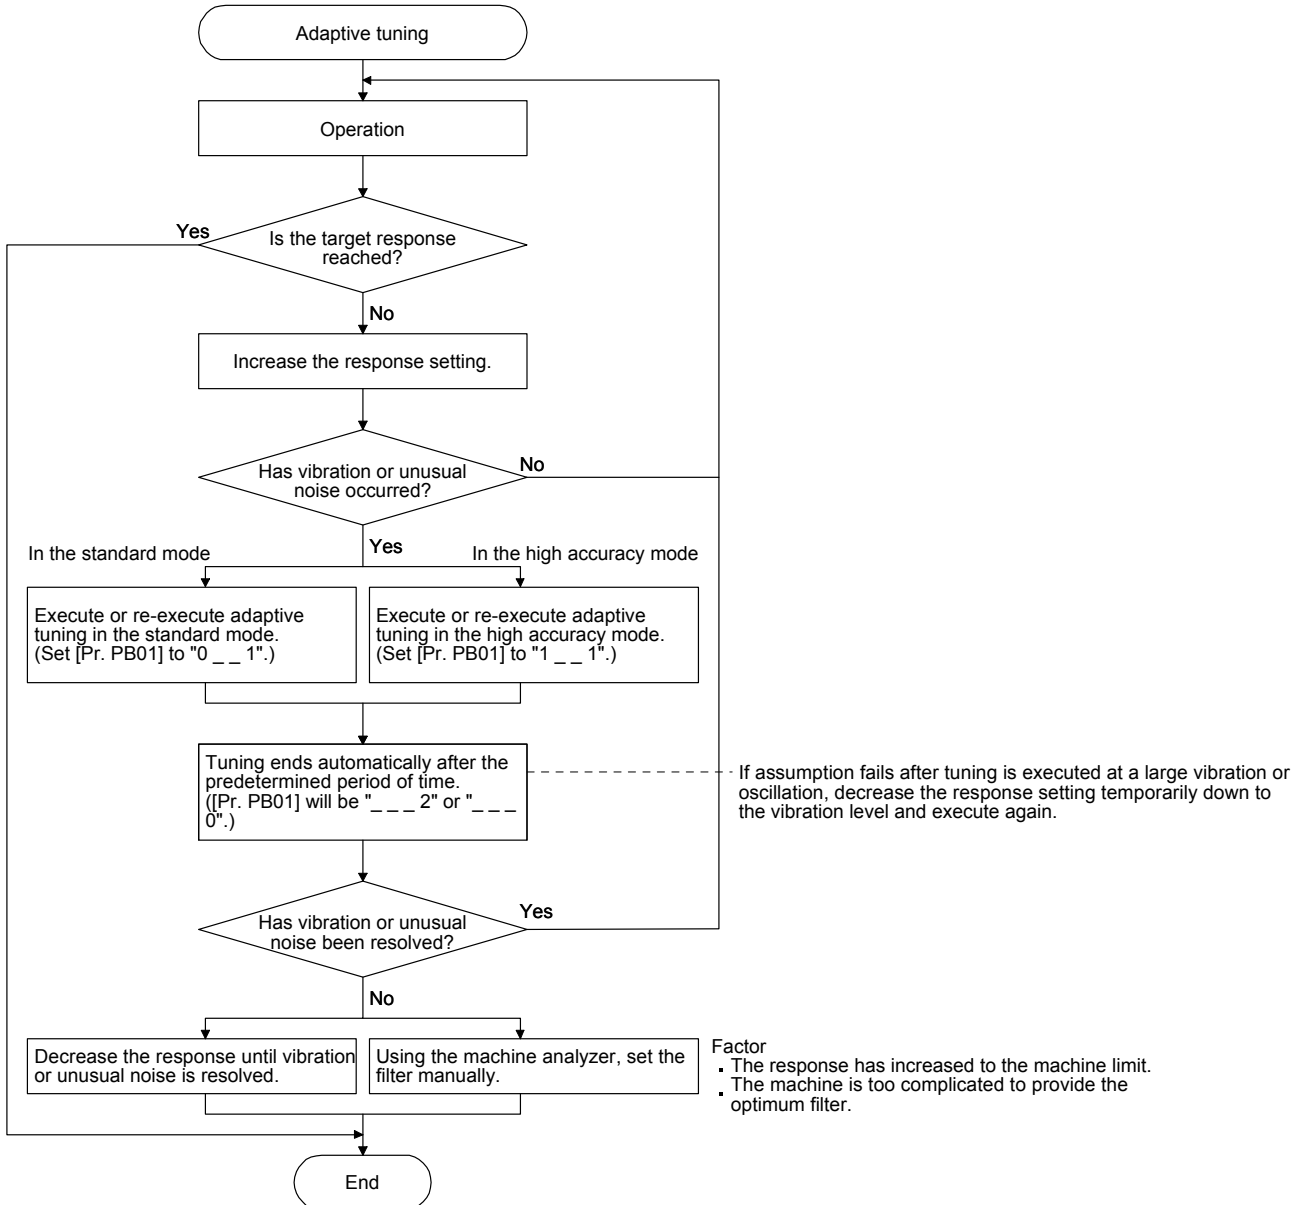 Adaptive tuning
Operation
Yes
Is the target response
reached?
No
Increase the response setting.
Has vibration or unusual
noise occurred?
No
Yes
In the standard mode
In the high accuracy mode
Execute or re-execute adaptive
tuning in the standard mode.
(Set [Pr. PB01] to "0 _ _ 1".)
Execute or re-execute adaptive
tuning in the high accuracy mode.
(Set [Pr. PB01] to "1 _ _ 1".)
Tuning ends automatically after the
predetermined period of time.
([Pr. PB01] will be "_ _ _ 2" or "_ _ _
0".)
If assumption fails after tuning is executed at a large vibration or
oscillation, decrease the response setting temporarily down to
the vibration level and execute again.
Has vibration or unusual
noise been resolved?
Yes
No
Decrease the response until vibration
or unusual noise is resolved.
Using the machine analyzer, set the
filter manually.
Factor
. The response has increased to the machine limit.
. The machine is too complicated to provide the
optimum filter.
End